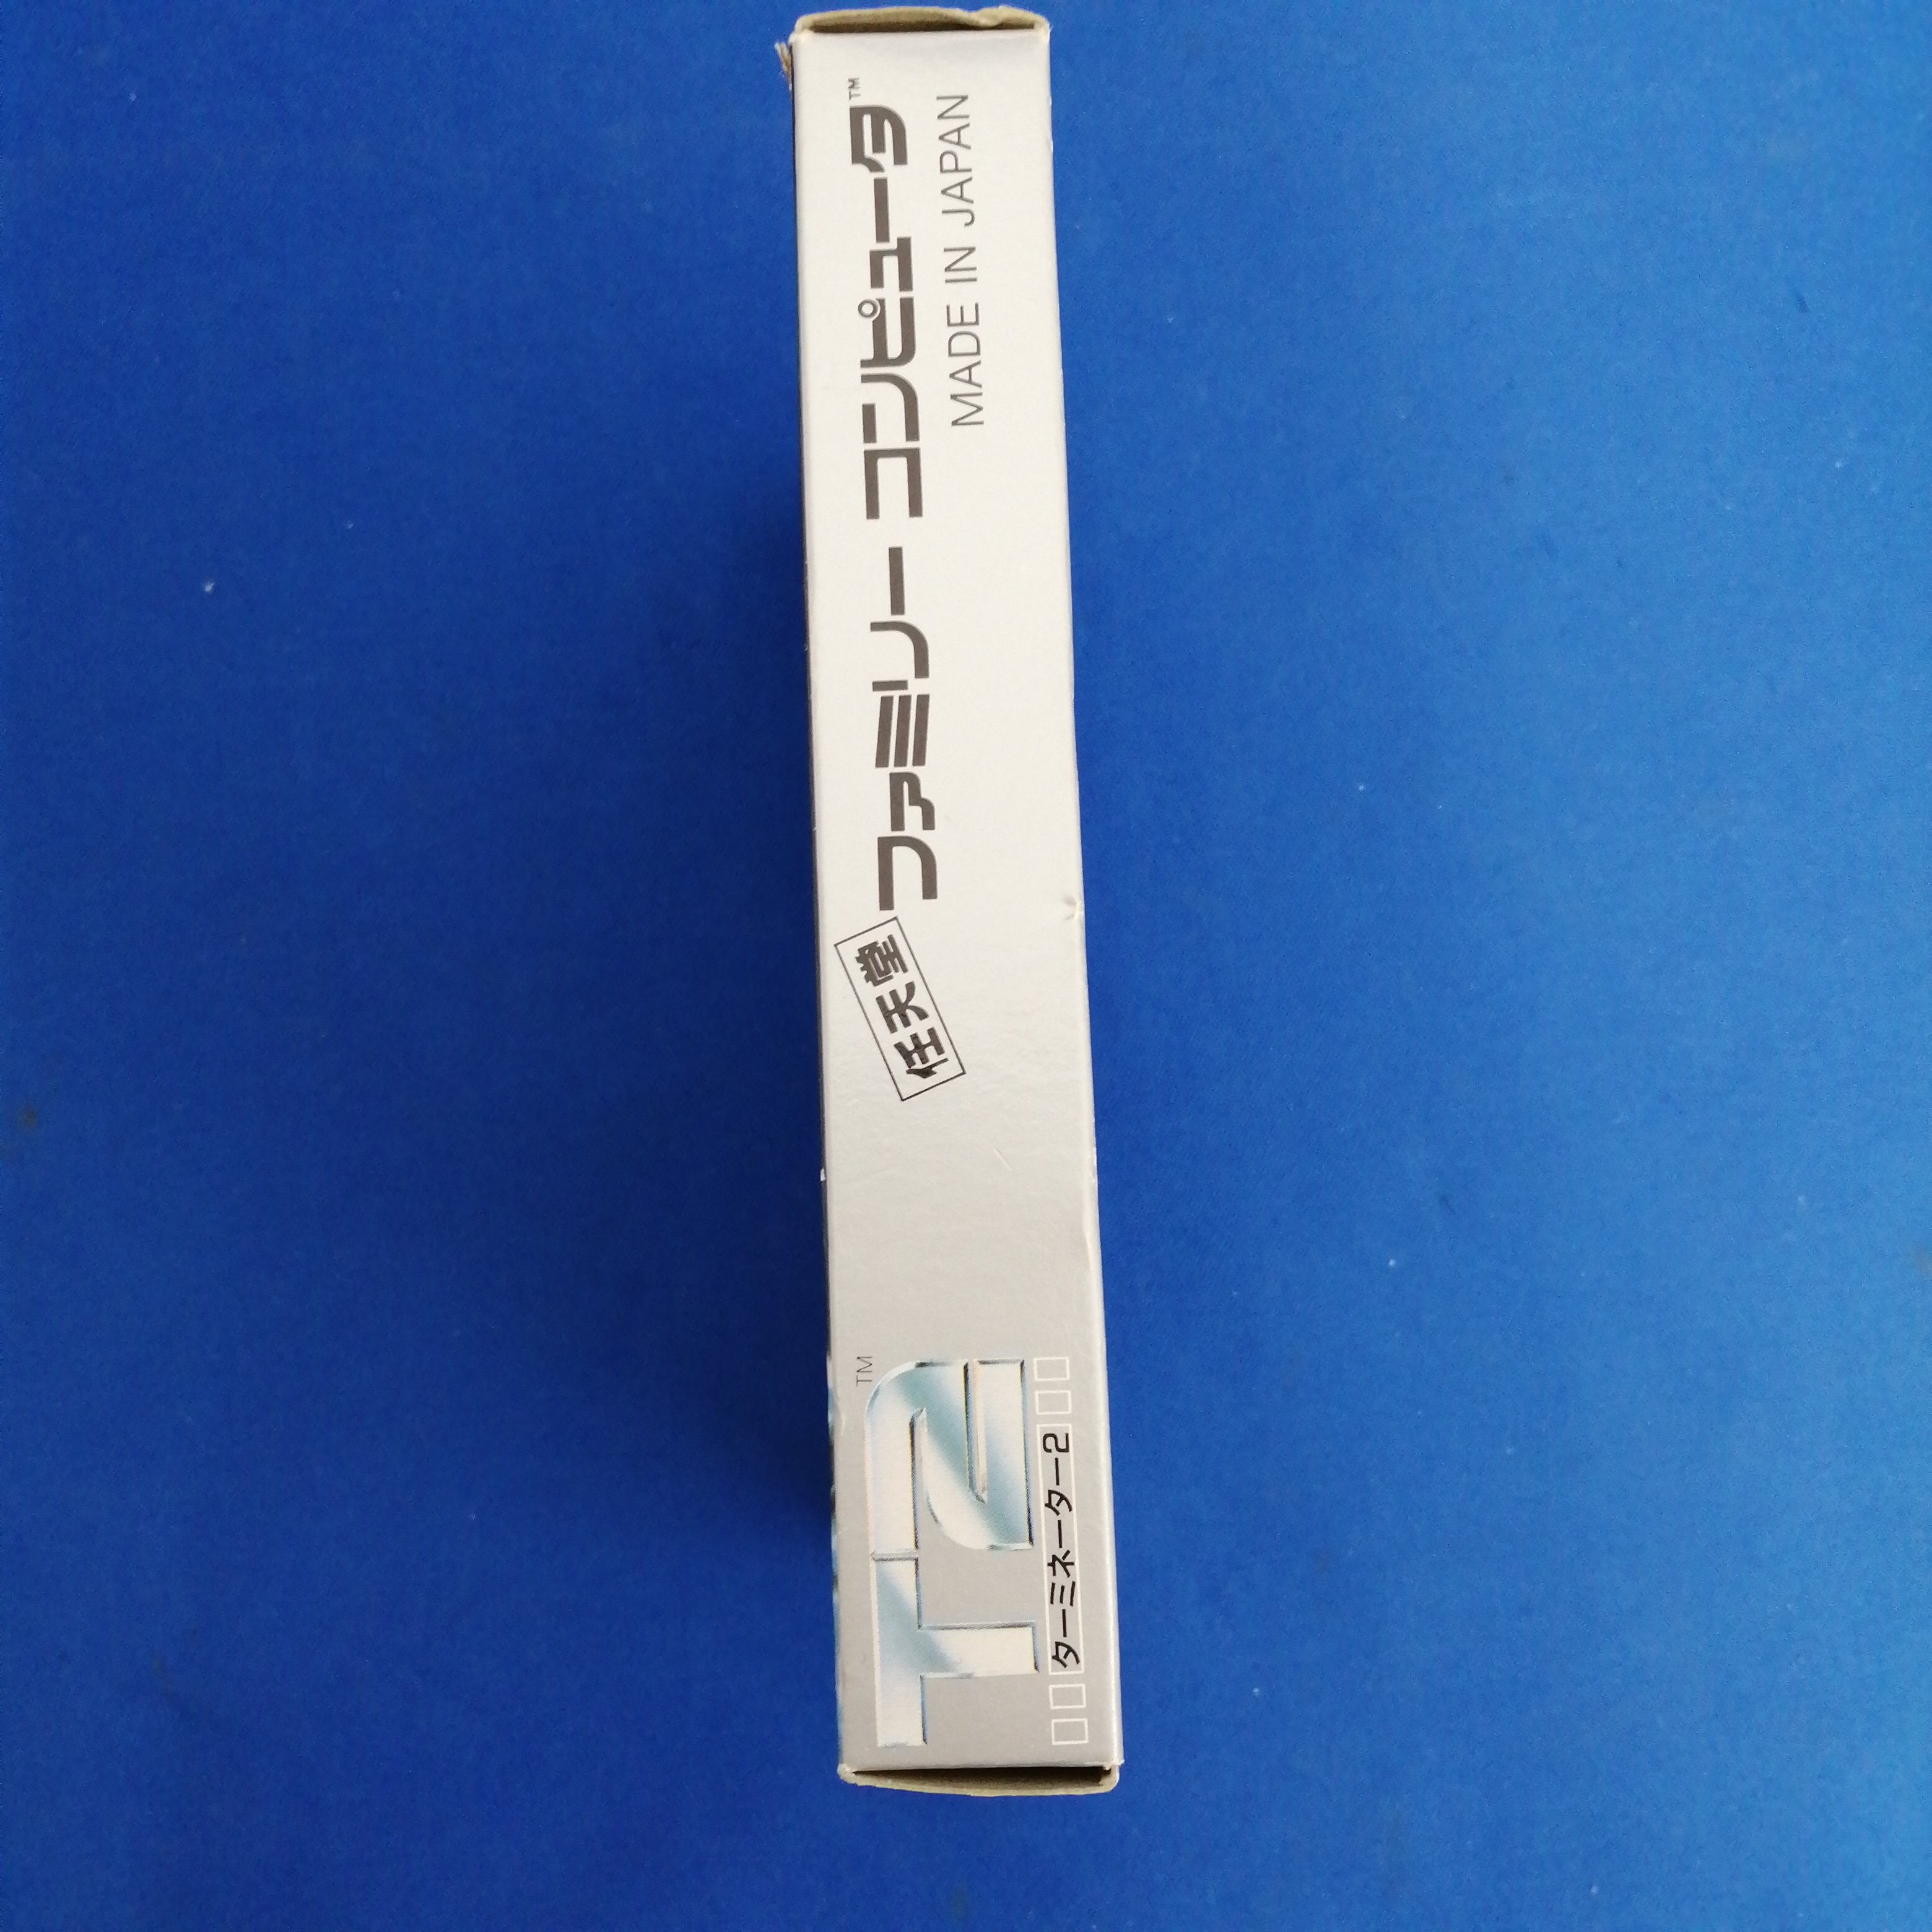 T2™
ターミネーター2
任天堂
ファミリー コンピュータ™
MADE IN JAPAN